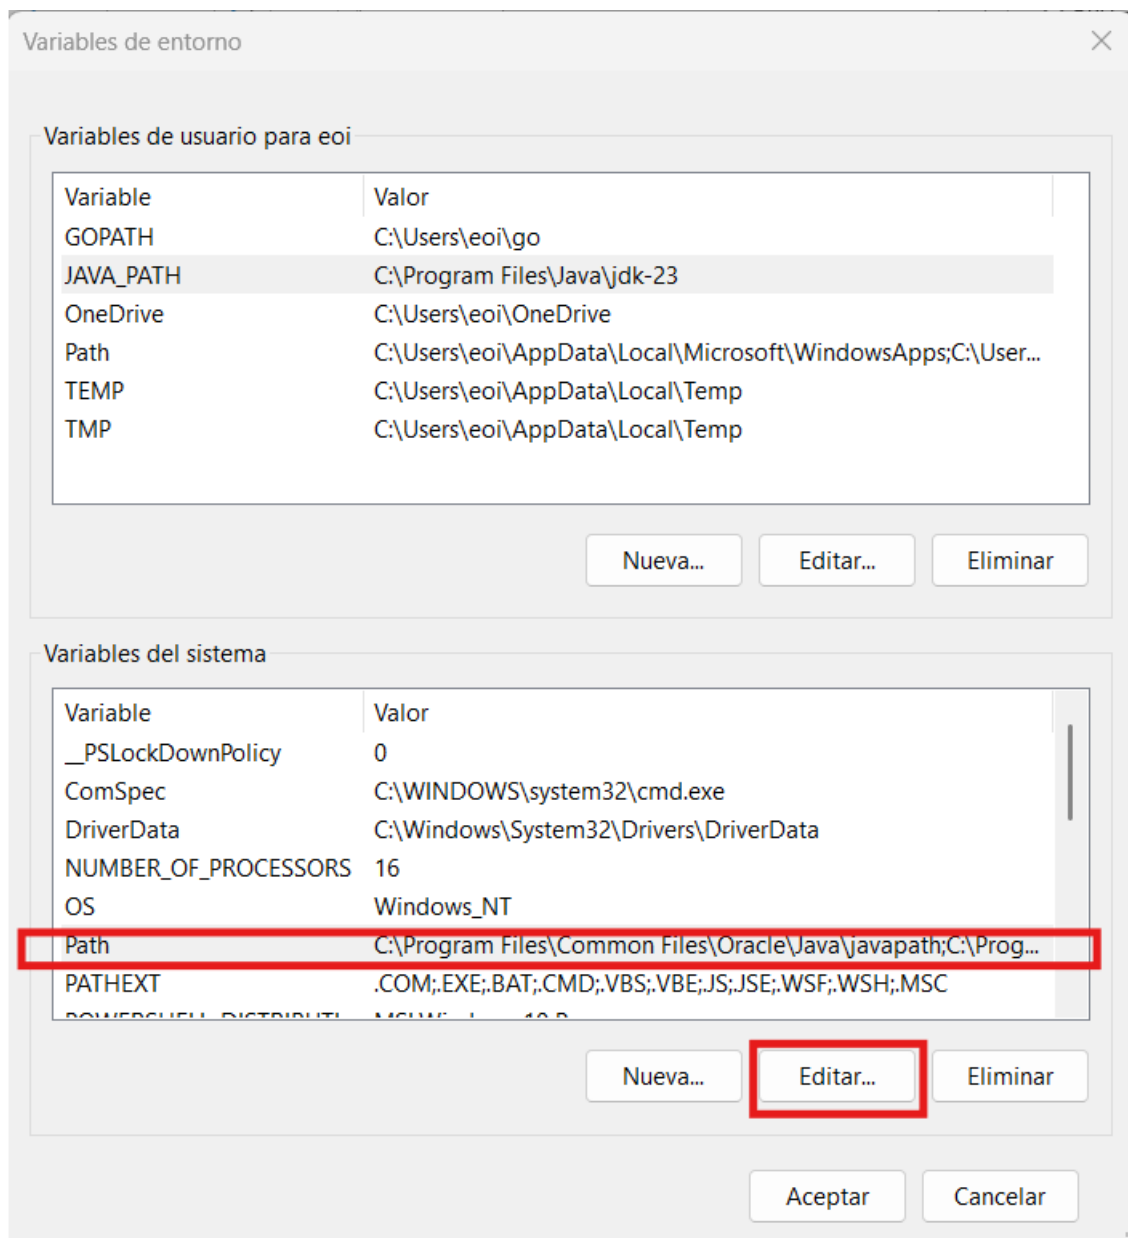 Variables de entorno
Variables de usuario para eoi
Variable Valor
GOPATH C:\Users\eoi\go
JAVA_PATH C:\Program Files\Java\jdk-23
OneDrive C:\Users\eoi\OneDrive
Path C:\Users\eoi\AppData\Local\Microsoft\WindowsApps;C:\User...
TEMP C:\Users\eoi\AppData\Local\Temp
TMP C:\Users\eoi\AppData\Local\Temp
Nueva... Editar... Eliminar
Variables del sistema
Variable Valor
__PSLockDownPolicy 0
ComSpec C:\WINDOWS\system32\cmd.exe
DriverData C:\Windows\System32\Drivers\DriverData
NUMBER_OF_PROCESSORS 16
OS Windows_NT
Path C:\Program Files\Common Files\Oracle\Java\javapath;C:\Prog...
PATHEXT .COM;.EXE;.BAT;.CMD;.VBS;.VBE;.JS;.JSE;.WSF;.WSH;.MSC
Nueva... Editar... Eliminar
Aceptar Cancelar